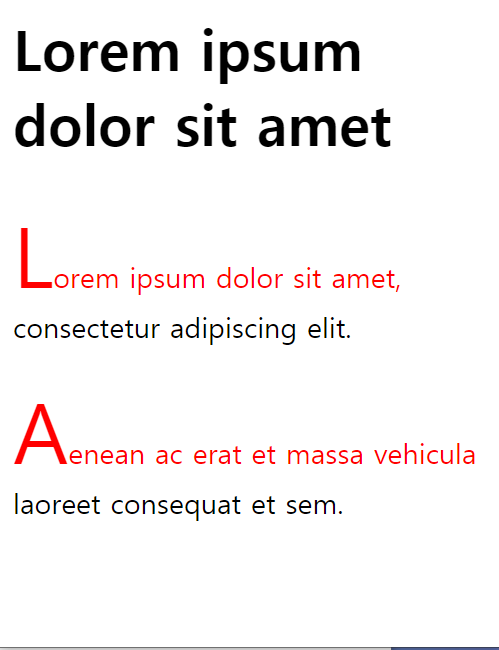 Lorem ipsum
dolor sit amet
Lorem ipsum dolor sit amet,
consectetur adipiscing elit.
Aenean ac erat et massa vehicula
laoreet consequat et sem.